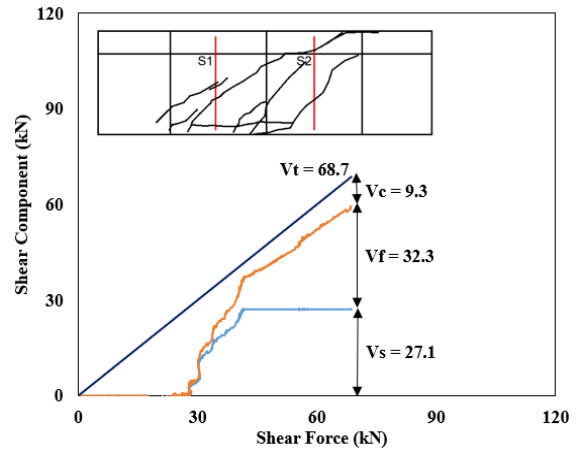 120
90
60
30
0
Shear Component (kN)
S1
S2
Vt = 68.7
Vc = 9.3
Vf = 32.3
Vs = 27.1
0
30
60
90
120
Shear Force (kN)